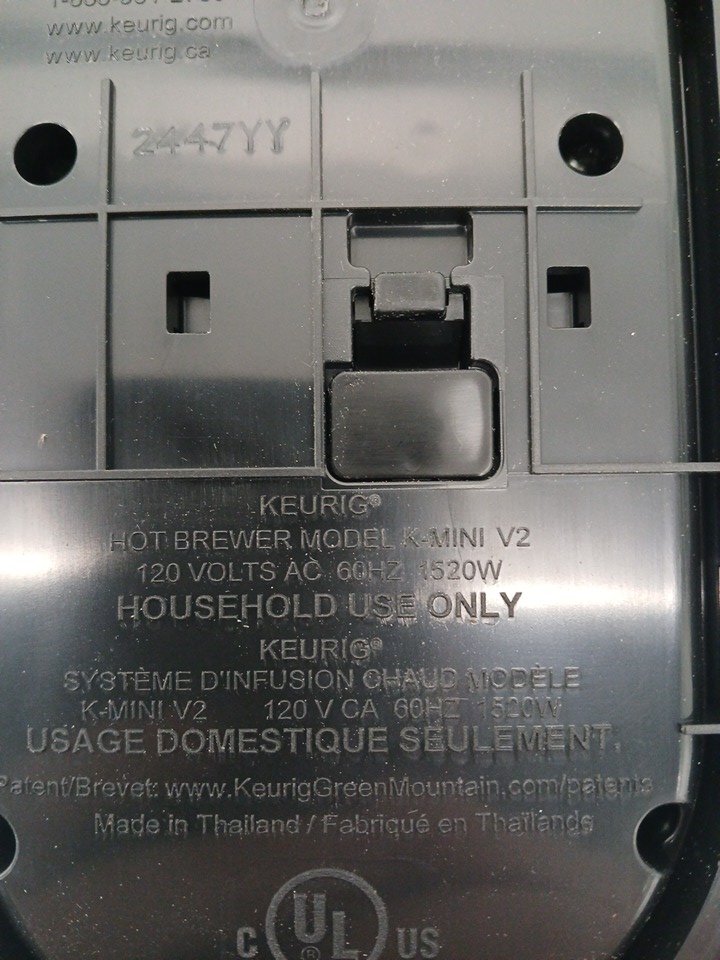 www.keurig.com
www.keurig.ca
2447YY
KEURIG®
HOT BREWER MODEL K-MINI V2
120 VOLTS AC 60HZ 1520W
HOUSEHOLD USE ONLY
KEURIG®
SYSTÈME D'INFUSION CHAUD MODÈLE
K-MINI V2 120 V CA 60HZ 1520W
USAGE DOMESTIQUE SEULEMENT.
Patent/Brevet: www.KeurigGreenMountain.com/patents
Made in Thailand / Fabriqué en Thaïlande
C UL® US